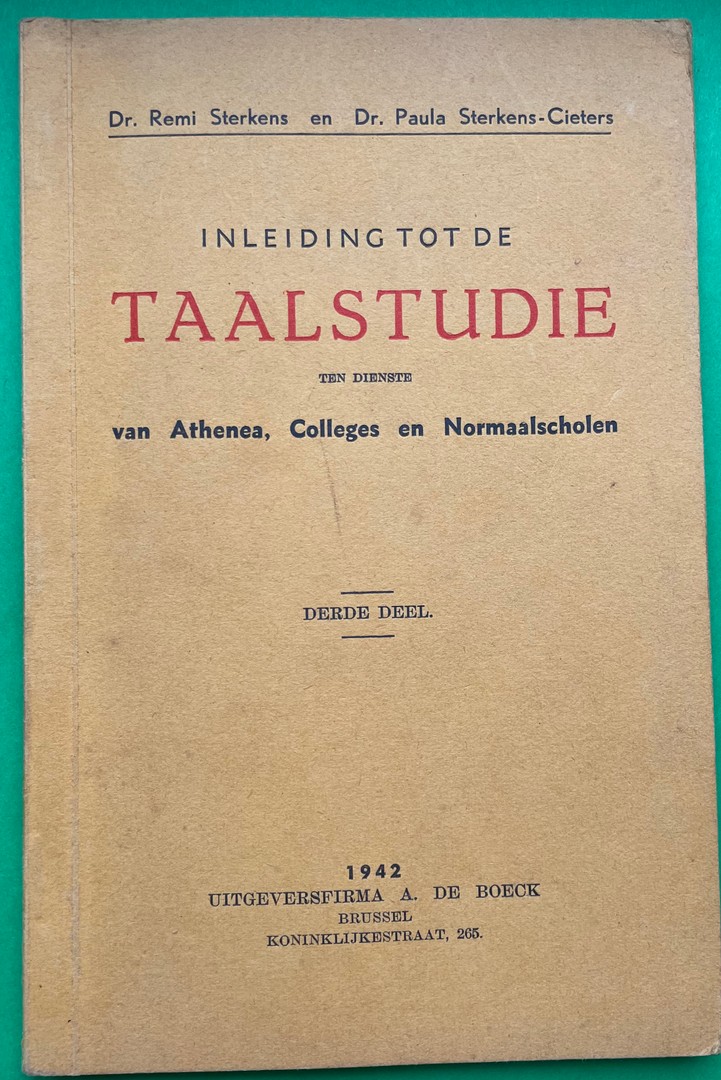 Dr. Remi Sterkens en Dr. Paula Sterkens-Cieters
INLEIDING TOT DE
TAALSTUDIE
TEN DIENSTE
van Athenea, Colleges en Normaalscholen
DERDE DEEL.
1942
UITGEVERSFIRMA A. DE BOECK
BRUSSEL
KONINKLIJKESTRAAT, 265.